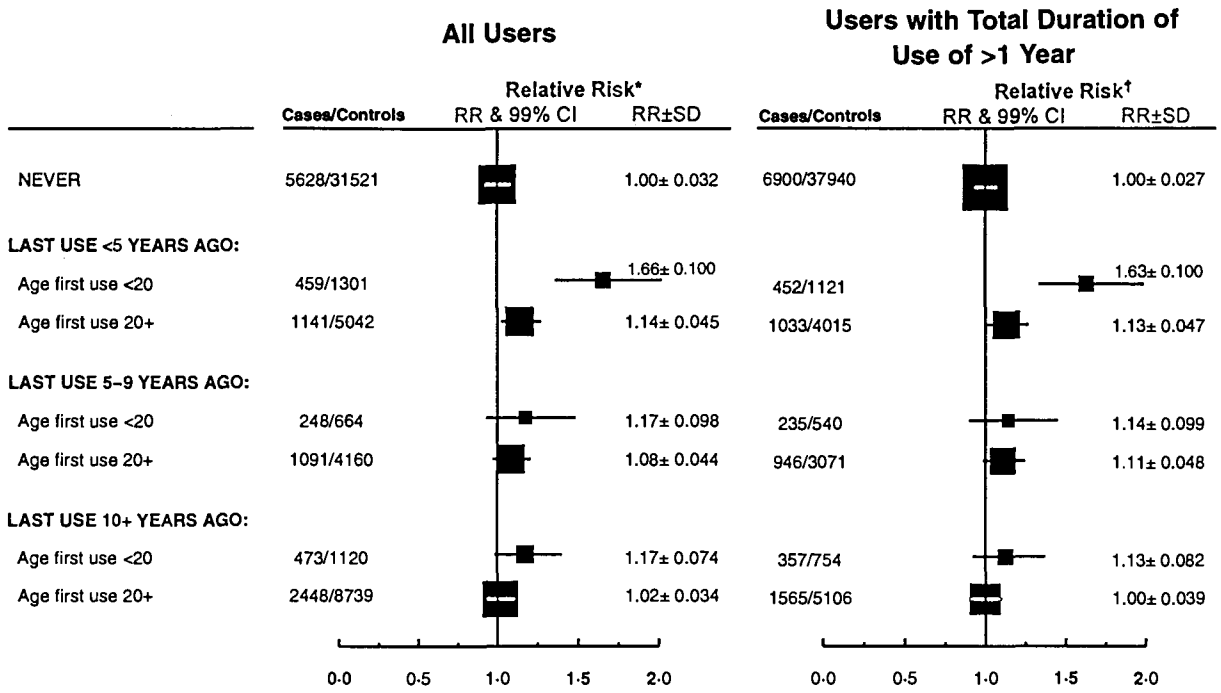 All Users
Users with Total Duration of
Use of >1 Year
Relative Risk*
Relative Risk†
Cases/Controls RR & 99% CI RR±SD Cases/Controls RR & 99% CI RR±SD
NEVER 5628/31521 1.00± 0.032 6900/37940 1.00± 0.027
LAST USE <5 YEARS AGO:
Age first use <20 459/1301 1.66± 0.100 452/1121 1.63± 0.100
Age first use 20+ 1141/5042 1.14± 0.045 1033/4015 1.13± 0.047
LAST USE 5–9 YEARS AGO:
Age first use <20 248/664 1.17± 0.098 235/540 1.14± 0.099
Age first use 20+ 1091/4160 1.08± 0.044 946/3071 1.11± 0.048
LAST USE 10+ YEARS AGO:
Age first use <20 473/1120 1.17± 0.074 357/754 1.13± 0.082
Age first use 20+ 2448/8739 1.02± 0.034 1565/5106 1.00± 0.039
0·0 0·5 1·0 1·5 2·0 0·0 0·5 1·0 1·5 2·0